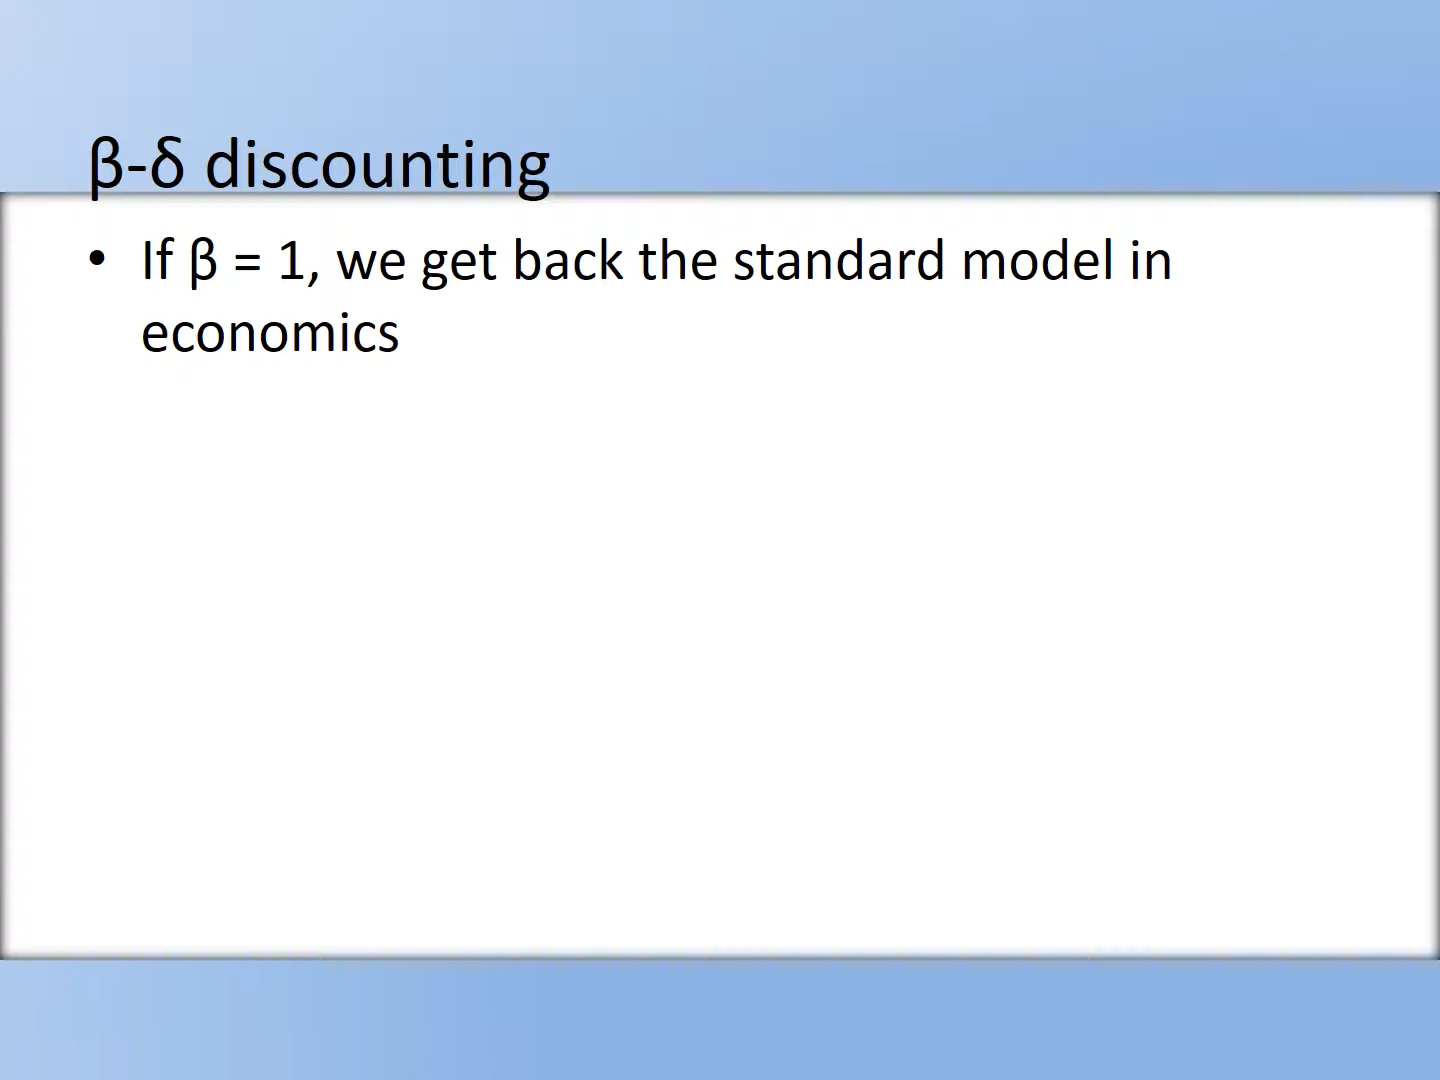 β-δ discounting
• If β = 1, we get back the standard model in
economics